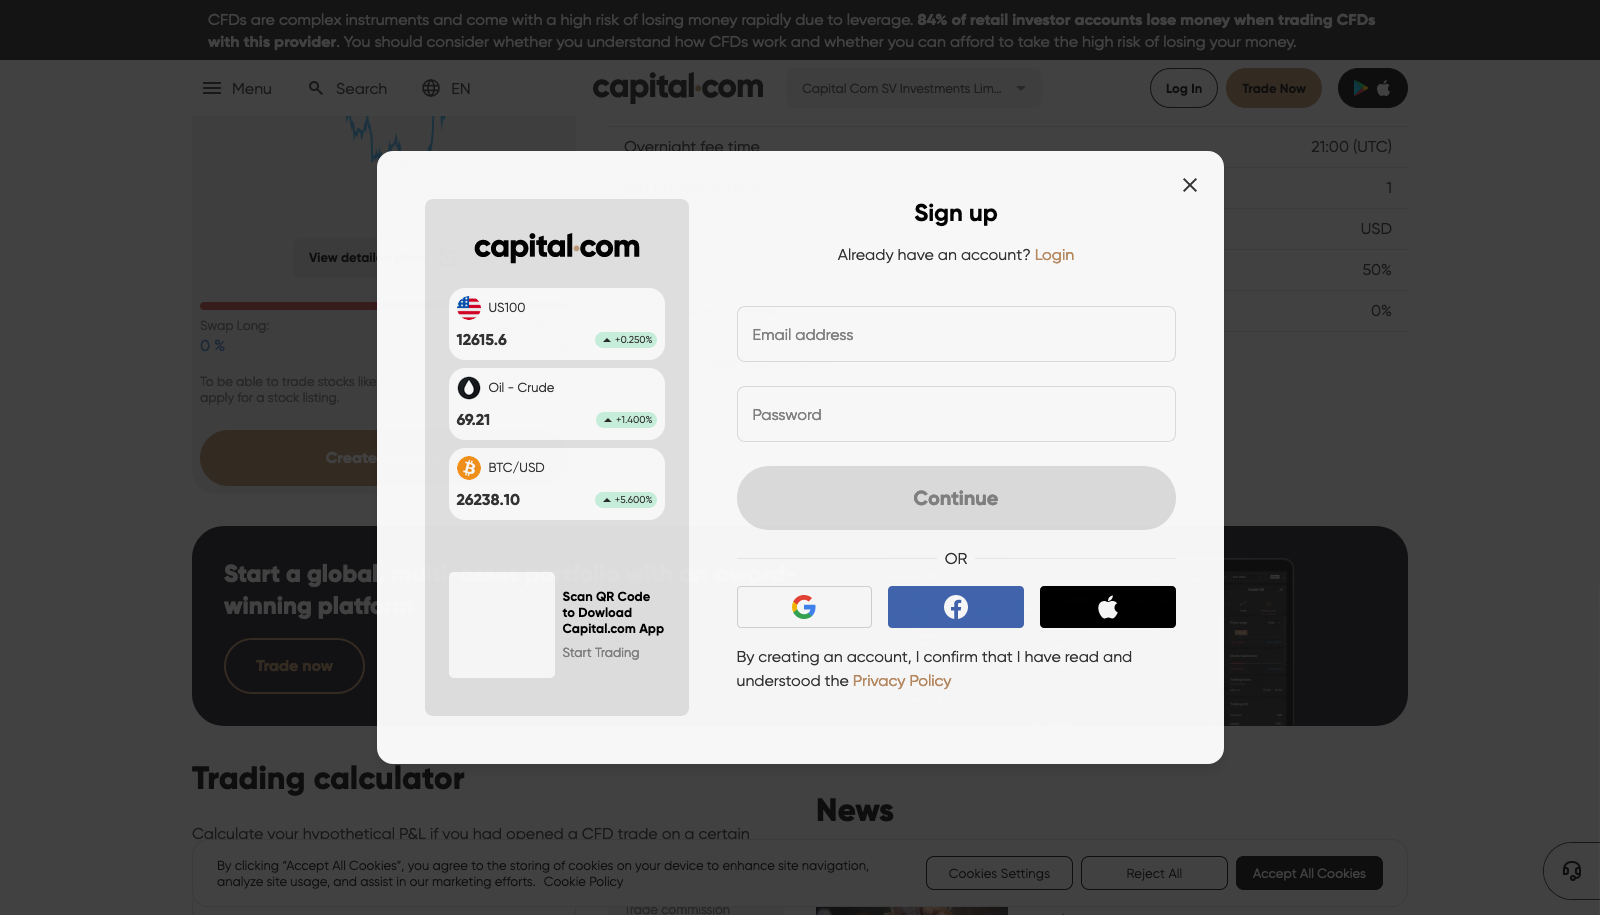 CFDs are complex instruments and come with a high risk of losing money rapidly due to leverage. 84% of retail investor accounts lose money when trading CFDs
with this provider. You should consider whether you understand how CFDs work and whether you can afford to take the high risk of losing your money.
Menu
Search
EN
capital.com
Capital Com SV Investments Lim...
Log In
Trade Now
Overnight fee time
21:00 (UTC)
1
USD
50%
0%
View detailed
Swap Long:
0 %
To be able to trade stocks like
apply for a stock listing.
Create
capital.com
US100
12615.6
+0.250%
Oil - Crude
69.21
+1.400%
BTC/USD
26238.10
+5.600%
Scan QR Code
to Dowload
Capital.com App
Start Trading
Sign up
Already have an account? Login
Email address
Password
Continue
OR
By creating an account, I confirm that I have read and
understood the Privacy Policy
Start a global
winning platform
Trade now
Trading calculator
News
Calculate your hypothetical P&L if you had opened a CFD trade on a certain
By clicking “Accept All Cookies”, you agree to the storing of cookies on your device to enhance site navigation,
analyze site usage, and assist in our marketing efforts. Cookie Policy
Cookies Settings
Reject All
Accept All Cookies
Trade commission